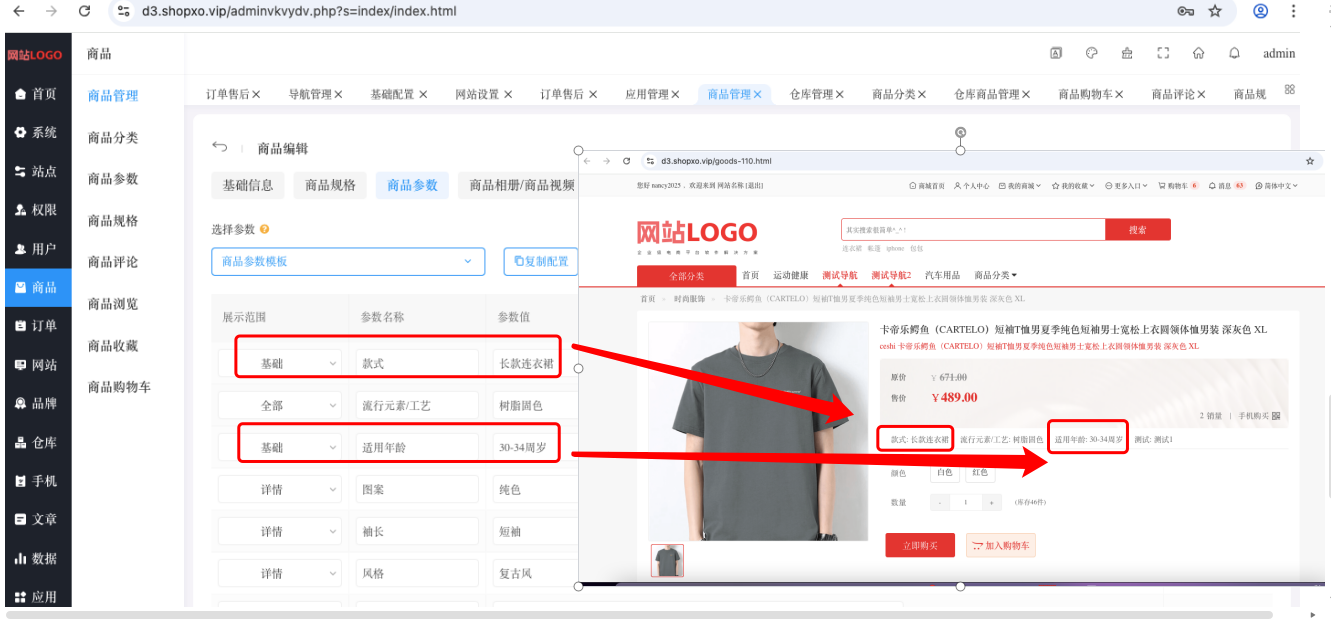 d3.shopxo.vip/adminvkvydv.php?s=index/index.html
网站LOGO
商品
admin
首页
系统
站点
权限
用户
商品
订单
网站
品牌
仓库
手机
文章
数据
应用
商品管理
商品分类
商品参数
商品规格
商品评论
商品浏览
商品收藏
商品购物车
订单售后
导航管理
基础配置
网站设置
订单售后
应用管理
商品管理
仓库管理
商品分类
仓库商品管理
商品购物车
商品评论
商品规
商品编辑
基础信息 商品规格 商品参数 商品相册/商品视频
选择参数
商品参数模板
复制配置
展示范围 参数名称 参数值
基础 款式 长款连衣裙
全部 流行元素/工艺 树脂固色
基础 适用年龄 30-34周岁
详情 图案 纯色
详情 袖长 短袖
详情 风格 复古风
d3.shopxo.vip/goods-110.html
您好 nancy2025，欢迎来到 网站名称 [退出]
商城首页 个人中心 我的商城 我的收藏 更多入口 购物车 6 消息 63 简体中文
网站LOGO
其实搜索很简单^_^！
搜索
连衣裙 帐篷 iphone 包包
全部分类 首页 运动健康 测试导航 测试导航2 汽车用品 商品分类
首页 > 时尚服饰 > 卡帝乐鳄鱼（CARTELO）短袖T恤男夏季纯色短袖男士宽松上衣圆领体恤男装 深灰色 XL
卡帝乐鳄鱼（CARTELO）短袖T恤男夏季纯色短袖男士宽松上衣圆领体恤男装 深灰色 XL
ceshi 卡帝乐鳄鱼（CARTELO）短袖T恤男夏季纯色短袖男士宽松上衣圆领体恤男装 深灰色 XL
原价 ￥671.00
售价 ￥489.00
2 销量 | 手机购买
款式: 长款连衣裙 流行元素/工艺: 树脂固色 适用年龄: 30-34周岁 测试: 测试1
颜色 白色 红色
数量 - 1 + (库存46件)
立即购买 加入购物车